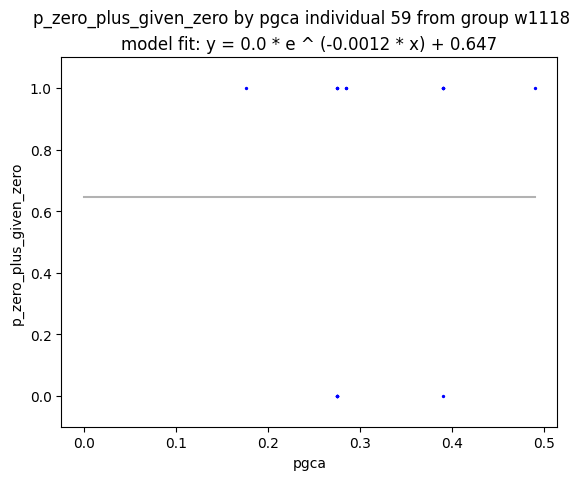 p_zero_plus_given_zero by pgca individual 59 from group w1118
model fit: y = 0.0 * e ^ (-0.0012 * x) + 0.647
1.0
0.8
0.6
0.4
0.2
0.0
p_zero_plus_given_zero
0.0 0.1 0.2 0.3 0.4 0.5
pgca